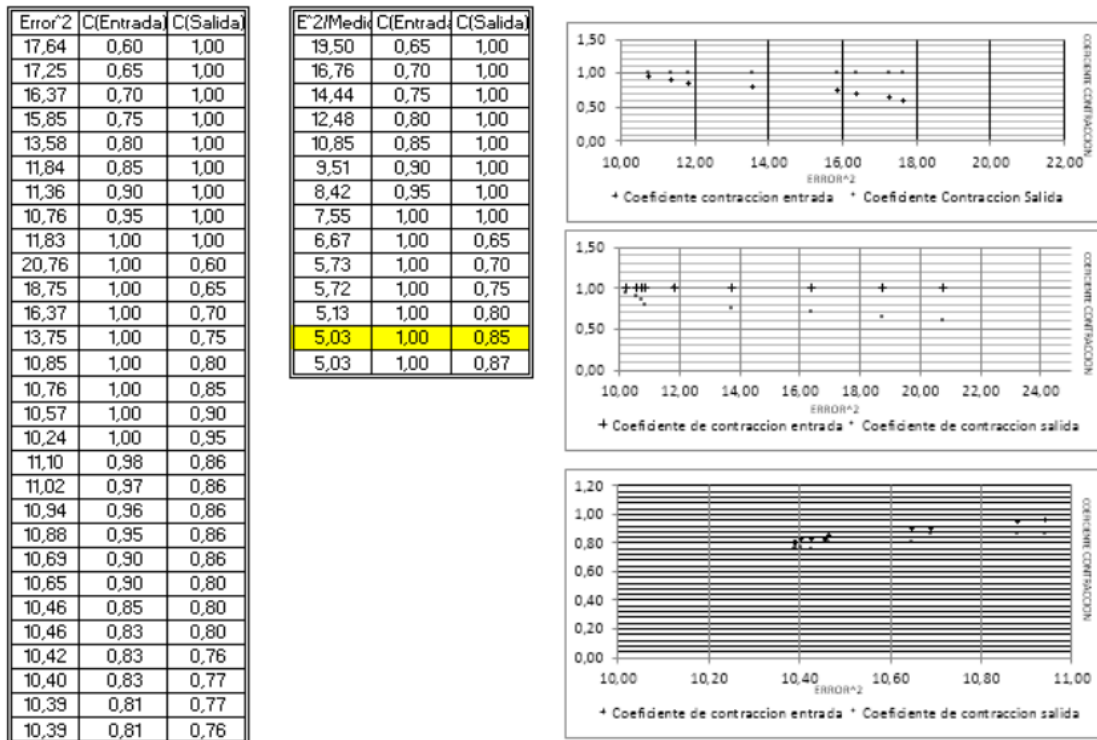 Error^2 C(Entrada) C(Salida)
17,64 0,60 1,00
17,25 0,65 1,00
16,37 0,70 1,00
15,85 0,75 1,00
13,58 0,80 1,00
11,84 0,85 1,00
11,36 0,90 1,00
10,76 0,95 1,00
11,83 1,00 1,00
20,76 1,00 0,60
18,75 1,00 0,65
16,37 1,00 0,70
13,75 1,00 0,75
10,85 1,00 0,80
10,76 1,00 0,85
10,57 1,00 0,90
10,24 1,00 0,95
11,10 0,98 0,86
11,02 0,97 0,86
10,94 0,96 0,86
10,88 0,95 0,86
10,69 0,90 0,86
10,65 0,90 0,80
10,46 0,85 0,80
10,46 0,83 0,80
10,42 0,83 0,76
10,40 0,83 0,77
10,39 0,81 0,77
10,39 0,81 0,76
E^2/Medic C(Entrada C(Salida)
19,50 0,65 1,00
16,76 0,70 1,00
14,44 0,75 1,00
12,48 0,80 1,00
10,85 0,85 1,00
9,51 0,90 1,00
8,42 0,95 1,00
7,55 1,00 1,00
6,67 1,00 0,65
5,73 1,00 0,70
5,72 1,00 0,75
5,13 1,00 0,80
5,03 1,00 0,85
5,03 1,00 0,87
1,50
1,00
0,50
0,00
10,00 12,00 14,00 16,00 18,00 20,00 22,00
ERROR^2
COEFICIENTE CONTRACCION
Coeficiente contraccion entrada Coeficiente Contraccion Salida
1,50
1,00
0,50
0,00
10,00 12,00 14,00 16,00 18,00 20,00 22,00 24,00
ERROR^2
COEFICIENTE CONTRACCION
Coeficiente de contraccion entrada Coeficiente de contraccion salida
1,20
1,00
0,80
0,60
0,40
0,20
0,00
10,00 10,20 10,40 10,60 10,80 11,00
ERROR^2
COEFICIENTE CONTRACCION
Coeficiente de contraccion entrada Coeficiente de contraccion salida